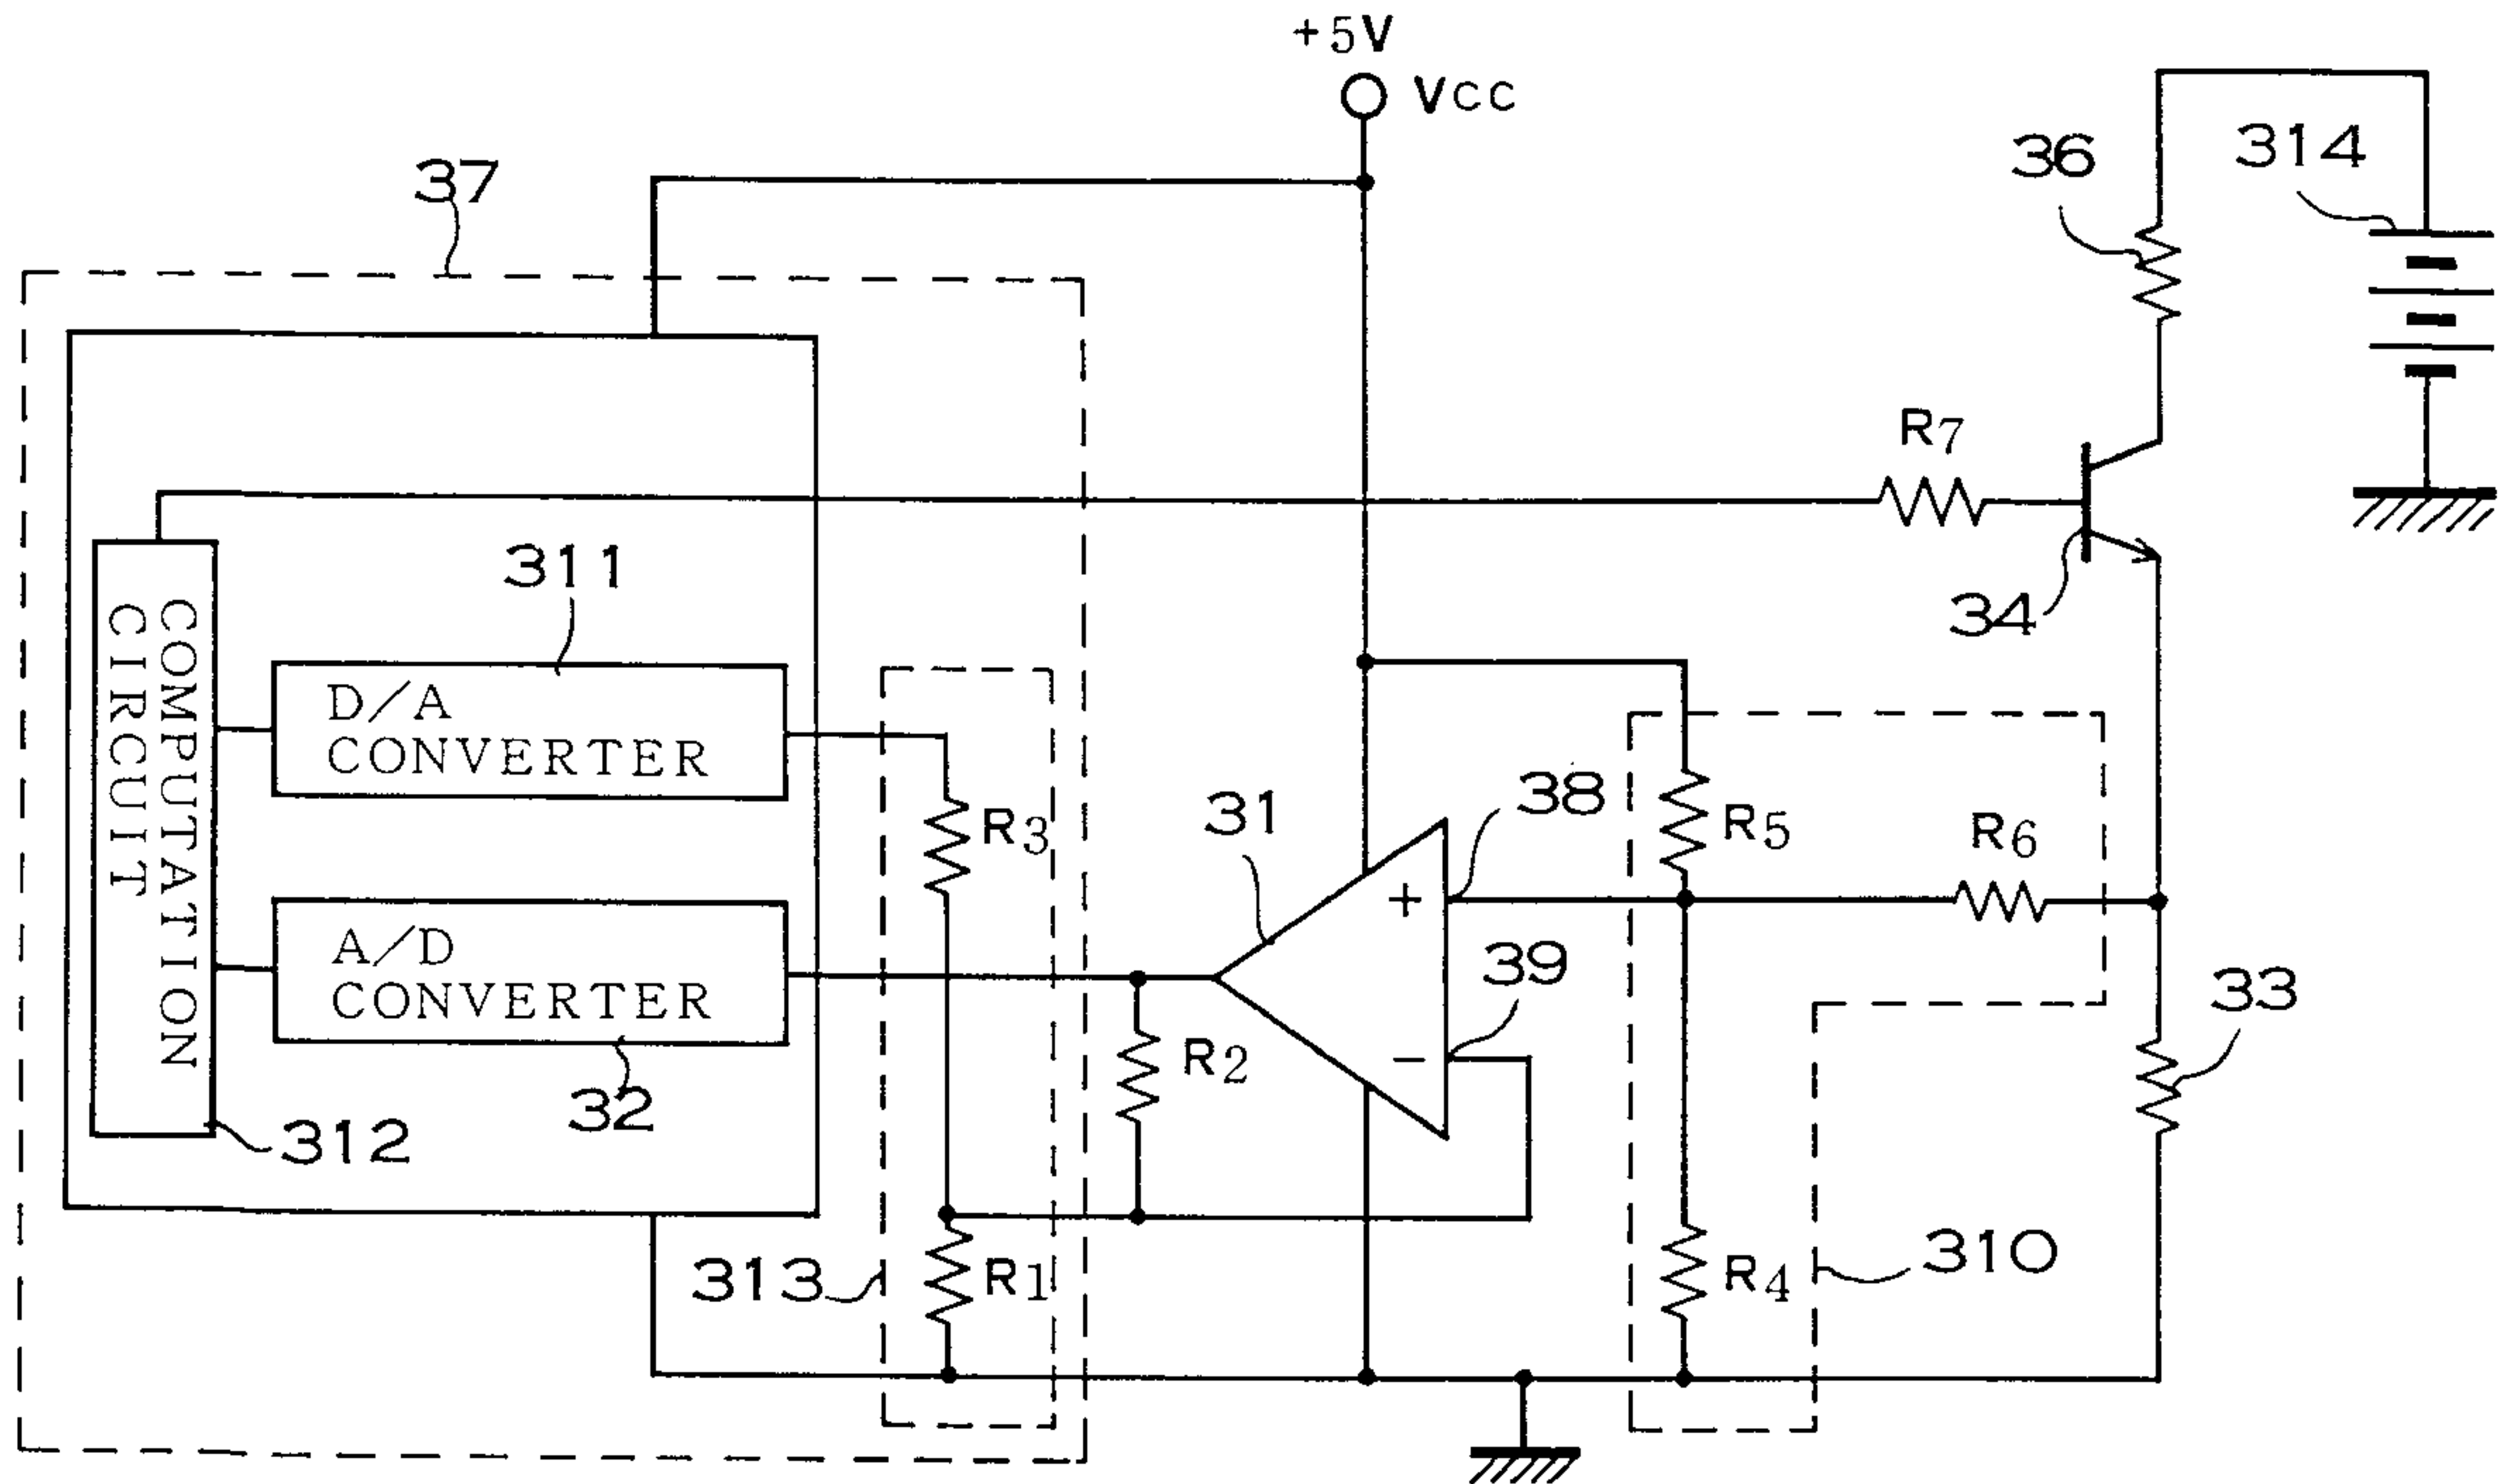 +5V
VCC
37
36
314
R7
34
311
COMPUTATION
CIRCUIT
D/A
CONVERTER
R3
31
38
R5
R6
+
A/D
CONVERTER
39
33
−
R2
32
312
313
R1
R4
310